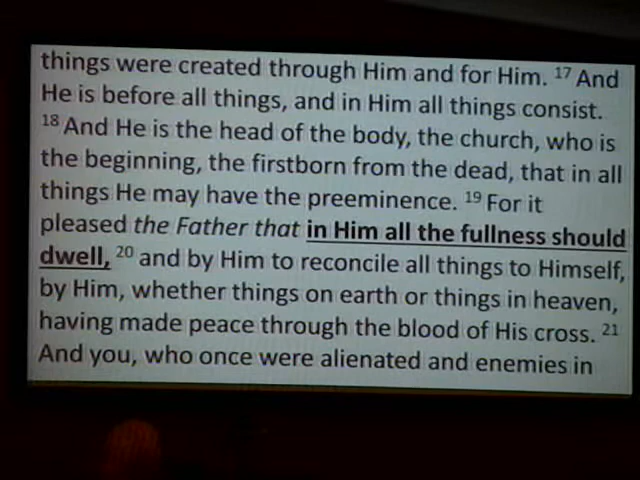 things were created through Him and for Him. 17 And
He is before all things, and in Him all things consist.
18 And He is the head of the body, the church, who is
the beginning, the firstborn from the dead, that in all
things He may have the preeminence. 19 For it
pleased the Father that in Him all the fullness should
dwell, 20 and by Him to reconcile all things to Himself,
by Him, whether things on earth or things in heaven,
having made peace through the blood of His cross. 21
And you, who once were alienated and enemies in